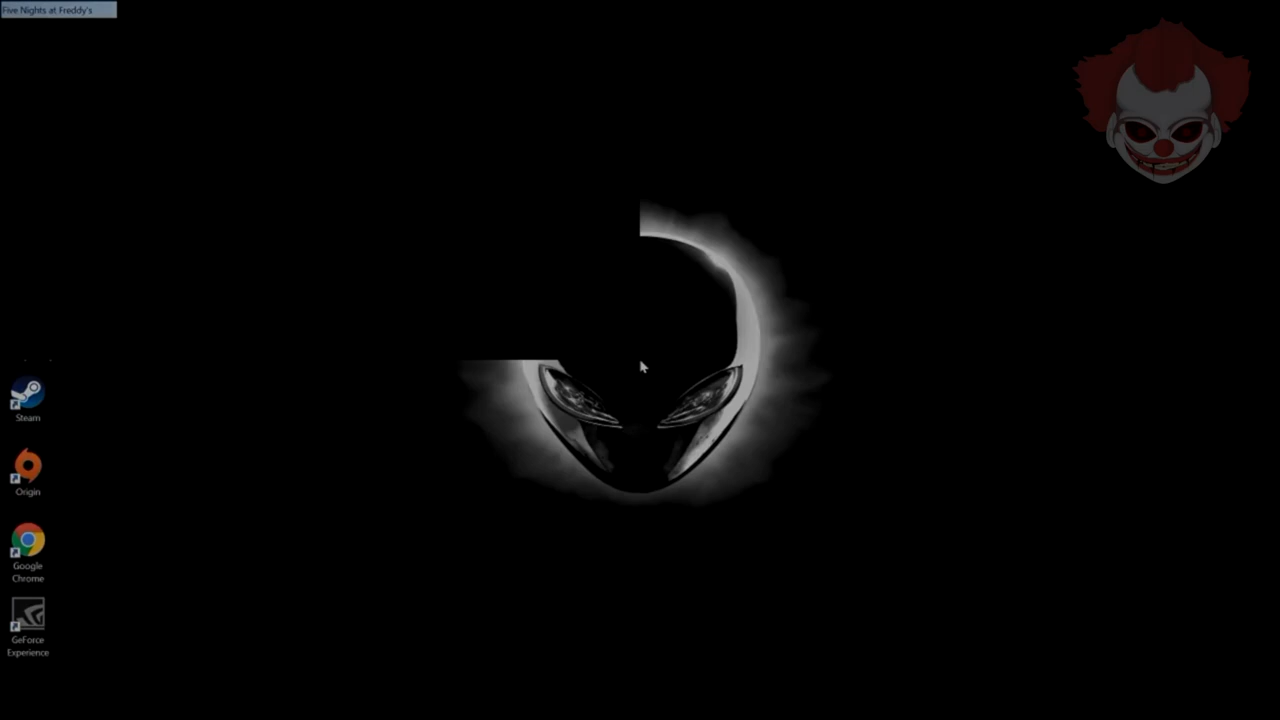 Five Nights at Freddy's
Steam
Origin
Google
Chrome
GeForce
Experience